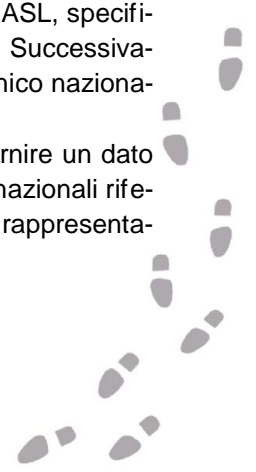 ASL, specifi-
Successiva-
nico naziona-
rnire un dato
nazionali rife-
rappresenta-